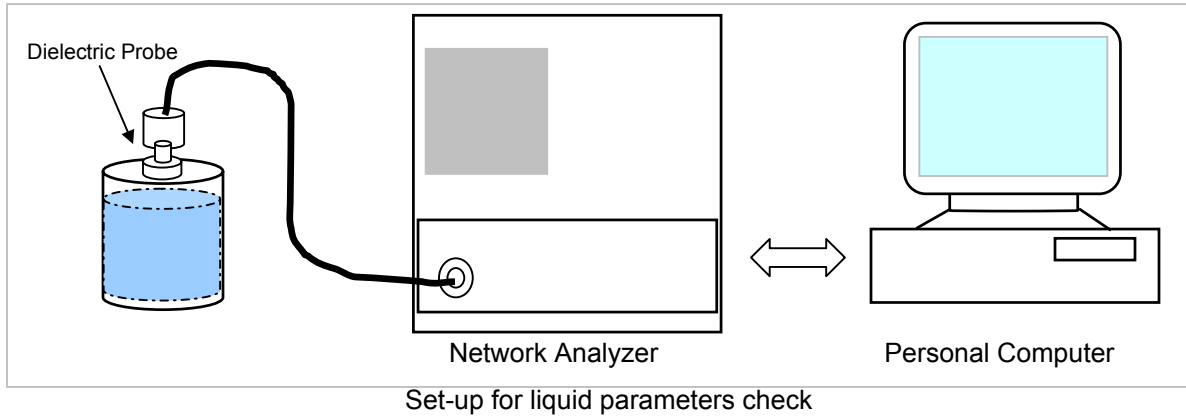 Dielectric Probe
Network Analyzer
Personal Computer
Set-up for liquid parameters check